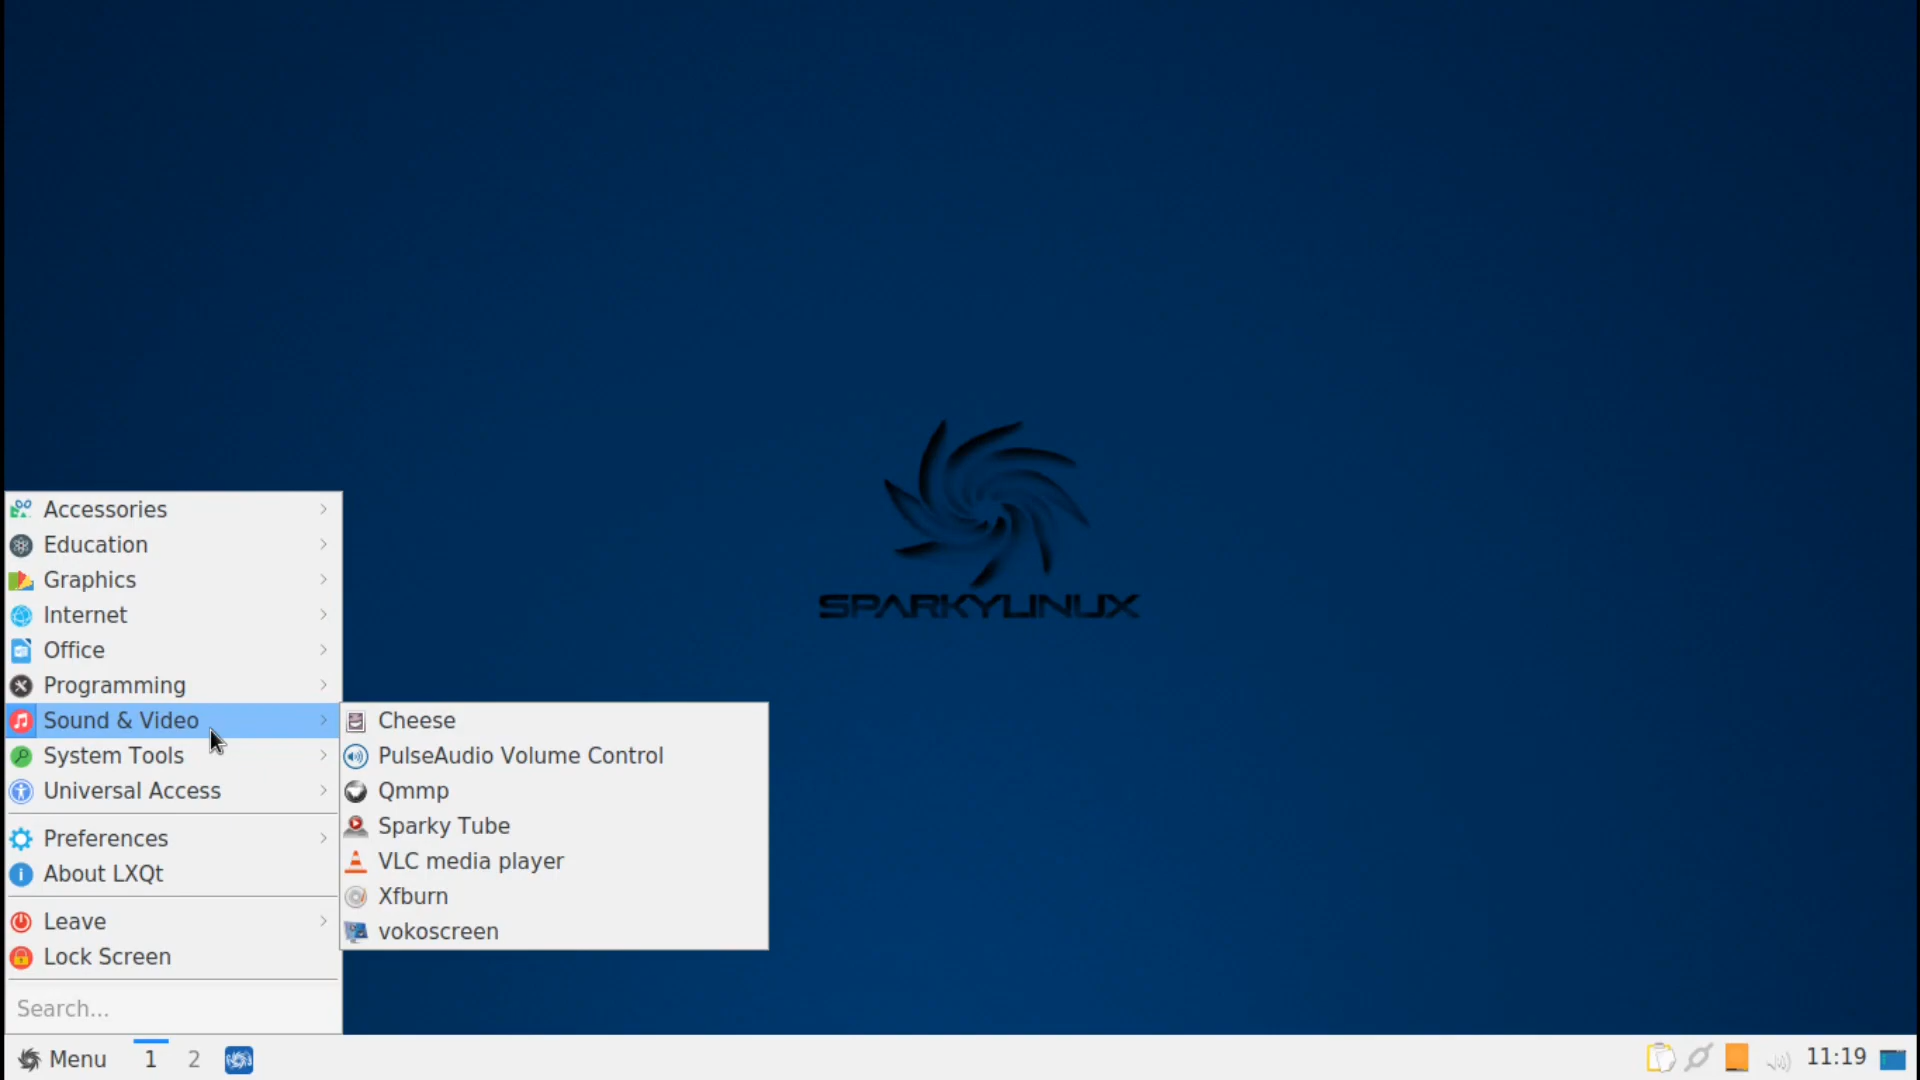 SPARKYLINUX
Accessories
Education
Graphics
Internet
Office
Programming
Sound & Video
System Tools
Universal Access
Preferences
About LXQt
Leave
Lock Screen
Search...
Cheese
PulseAudio Volume Control
Qmmp
Sparky Tube
VLC media player
Xfburn
vokoscreen
Menu 1 2 11:19